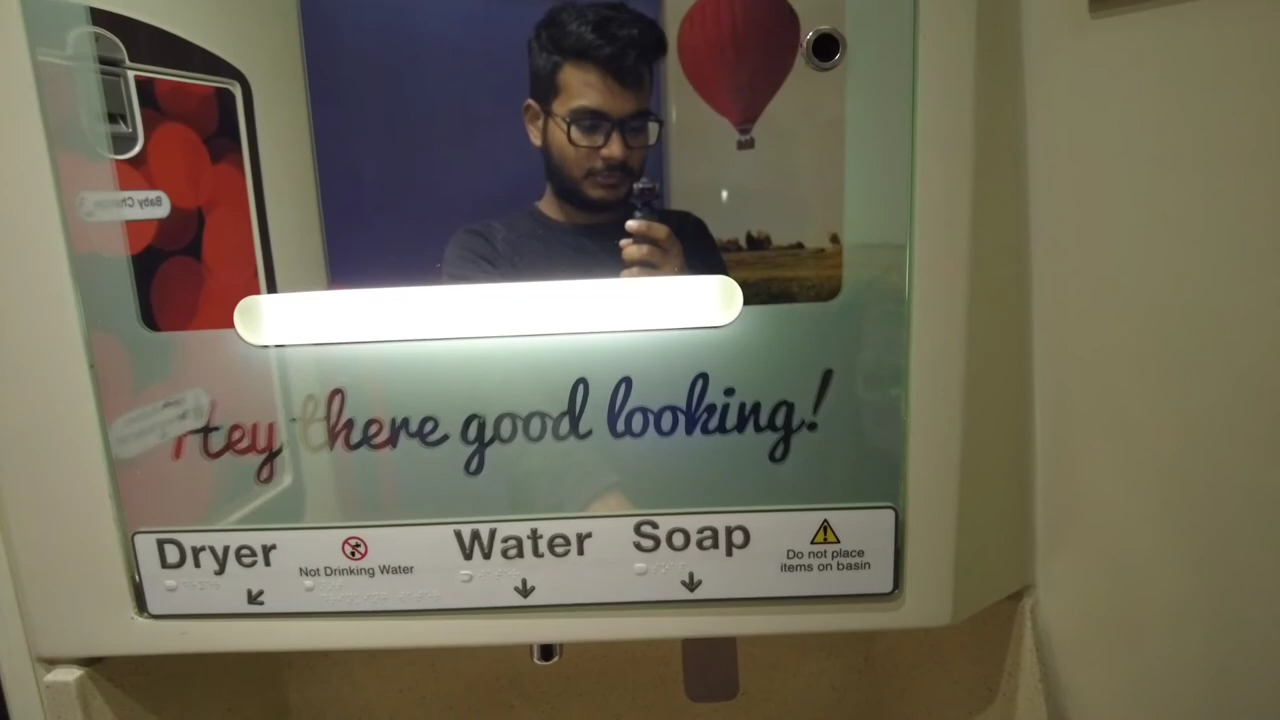 Baby Change
Hey there good looking!
Dryer
Not Drinking Water
Water
Soap
Do not place
items on basin